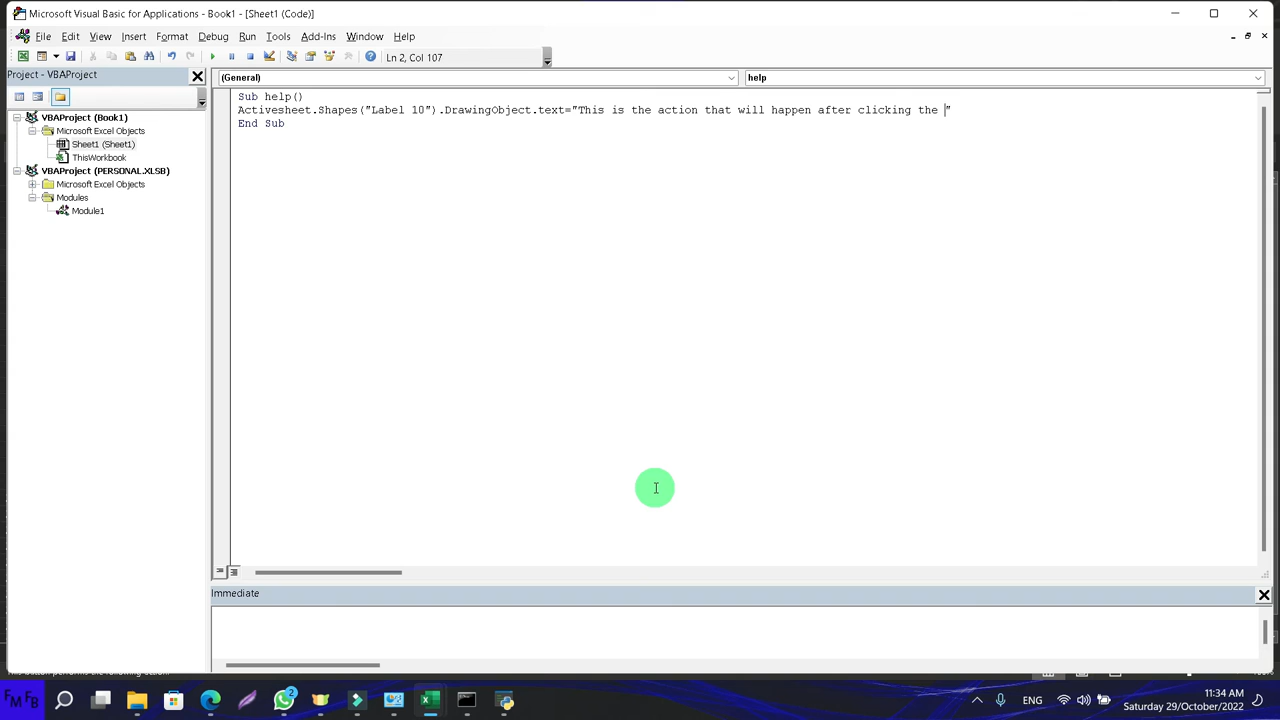 Microsoft Visual Basic for Applications - Book1 - [Sheet1 (Code)]
File Edit View Insert Format Debug Run Tools Add-Ins Window Help
Ln 2, Col 107
Project - VBAProject
(General)
help
VBAProject (Book1)
Microsoft Excel Objects
Sheet1 (Sheet1)
ThisWorkbook
VBAProject (PERSONAL.XLSB)
Microsoft Excel Objects
Modules
Module1
Sub help()
Activesheet.Shapes("Label 10").DrawingObject.text="This is the action that will happen after clicking the "
End Sub
Immediate
FM FB
2
ENG
11:34 AM
Saturday 29/October/2022